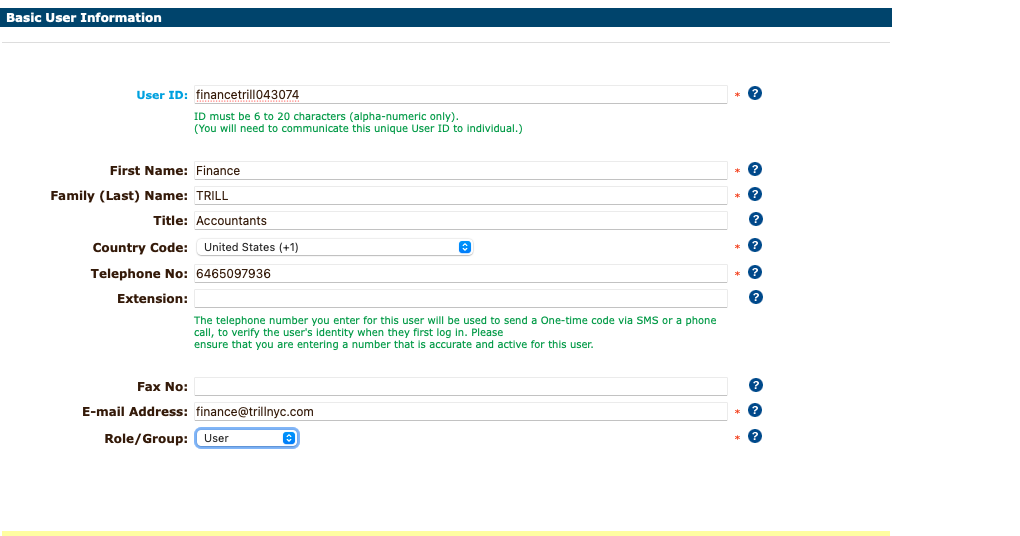 Basic User Information
User ID: financetrill043074 * ?
ID must be 6 to 20 characters (alpha-numeric only).
(You will need to communicate this unique User ID to individual.)
First Name: Finance * ?
Family (Last) Name: TRILL * ?
Title: Accountants ?
Country Code: United States (+1) * ?
Telephone No: 6465097936 * ?
Extension: ?
The telephone number you enter for this user will be used to send a One-time code via SMS or a phone
call, to verify the user's identity when they first log in. Please
ensure that you are entering a number that is accurate and active for this user.
Fax No: ?
E-mail Address: finance@trillnyc.com * ?
Role/Group: User * ?